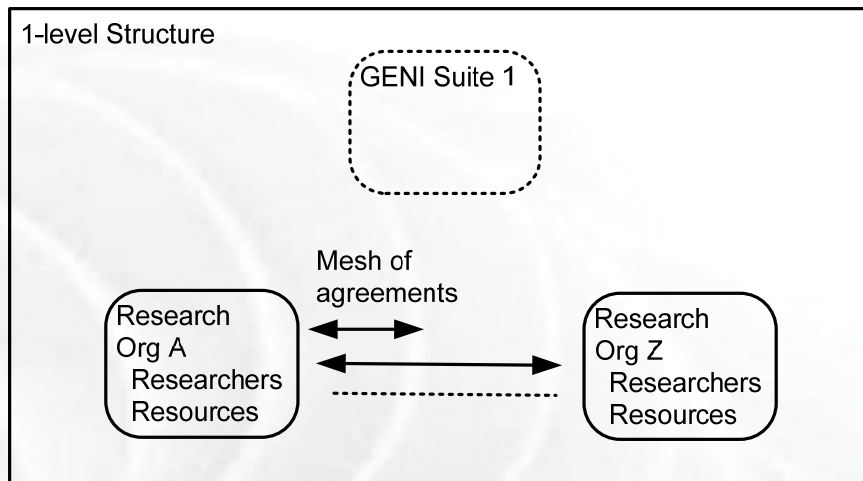 1-level Structure
GENI Suite 1
Mesh of
agreements
Research
Org A
Researchers
Resources
Research
Org Z
Researchers
Resources